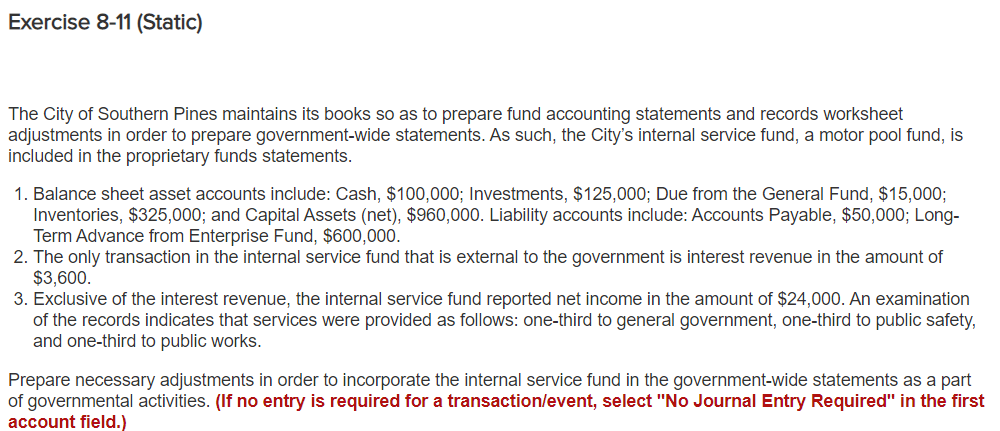 Exercise 8-11 (Static)
The City of Southern Pines maintains its books so as to prepare fund accounting statements and records worksheet
adjustments in order to prepare government-wide statements. As such, the City's internal service fund, a motor pool fund, is
included in the proprietary funds statements.
1. Balance sheet asset accounts include: Cash, $100,000; Investments, $125,000; Due from the General Fund, $15,000;
Inventories, $325,000; and Capital Assets (net), $960,000. Liability accounts include: Accounts Payable, $50,000; Long-
Term Advance from Enterprise Fund, $600,000.
2. The only transaction in the internal service fund that is external to the government is interest revenue in the amount of
$3,600.
3. Exclusive of the interest revenue, the internal service fund reported net income in the amount of $24,000. An examination
of the records indicates that services were provided as follows: one-third to general government, one-third to public safety,
and one-third to public works.
Prepare necessary adjustments in order to incorporate the internal service fund in the government-wide statements as a part
of governmental activities. (If no entry is required for a transaction/event, select "No Journal Entry Required" in the first
account field.)